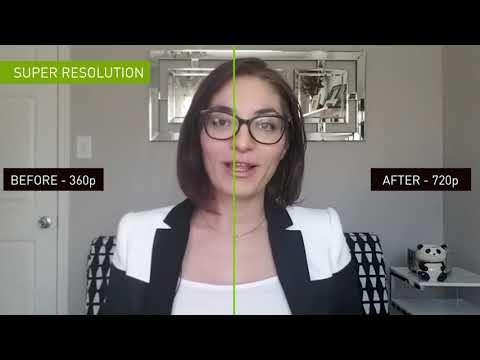 SUPER RESOLUTION
BEFORE - 360p
AFTER - 720p